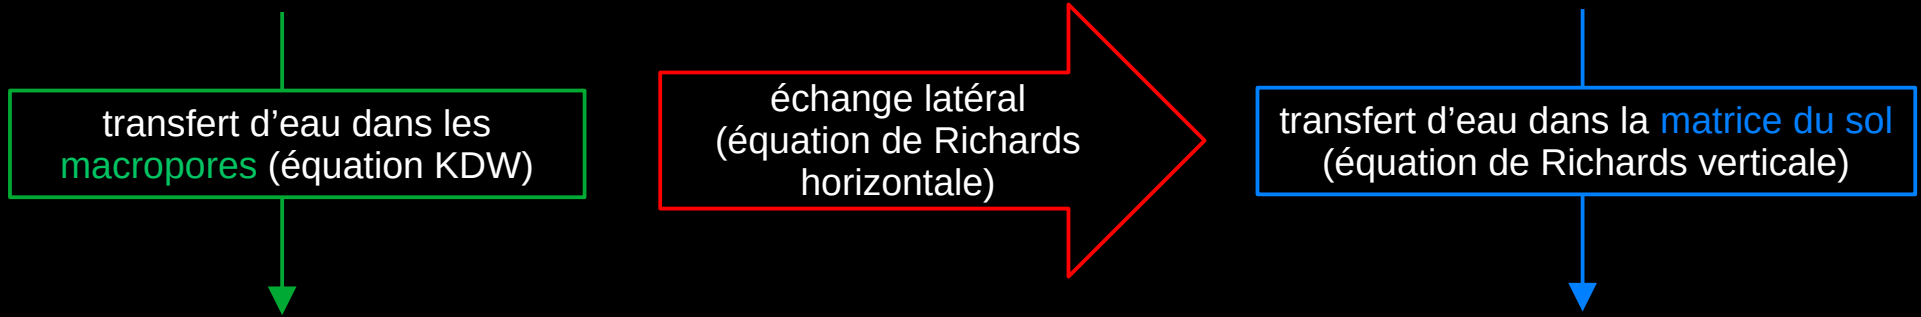 transfert d’eau dans les
macropores (équation KDW)
échange latéral
(équation de Richards
horizontale)
transfert d’eau dans la matrice du sol
(équation de Richards verticale)